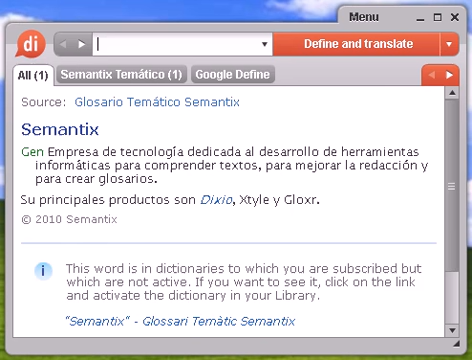 Menu
di
Define and translate
All (1)
Semantix Temático (1)
Google Define
Source: Glosario Temático Semantix
Semantix
Gen Empresa de tecnología dedicada al desarrollo de herramientas
informáticas para comprender textos, para mejorar la redacción y
para crear glosarios.
Su principales productos son Dixio, Xtyle y Gloxr.
© 2010 Semantix
i
This word is in dictionaries to which you are subscribed but
which are not active. If you want to see it, click on the link
and activate the dictionary in your Library.
"Semantix" - Glossari Temàtic Semantix